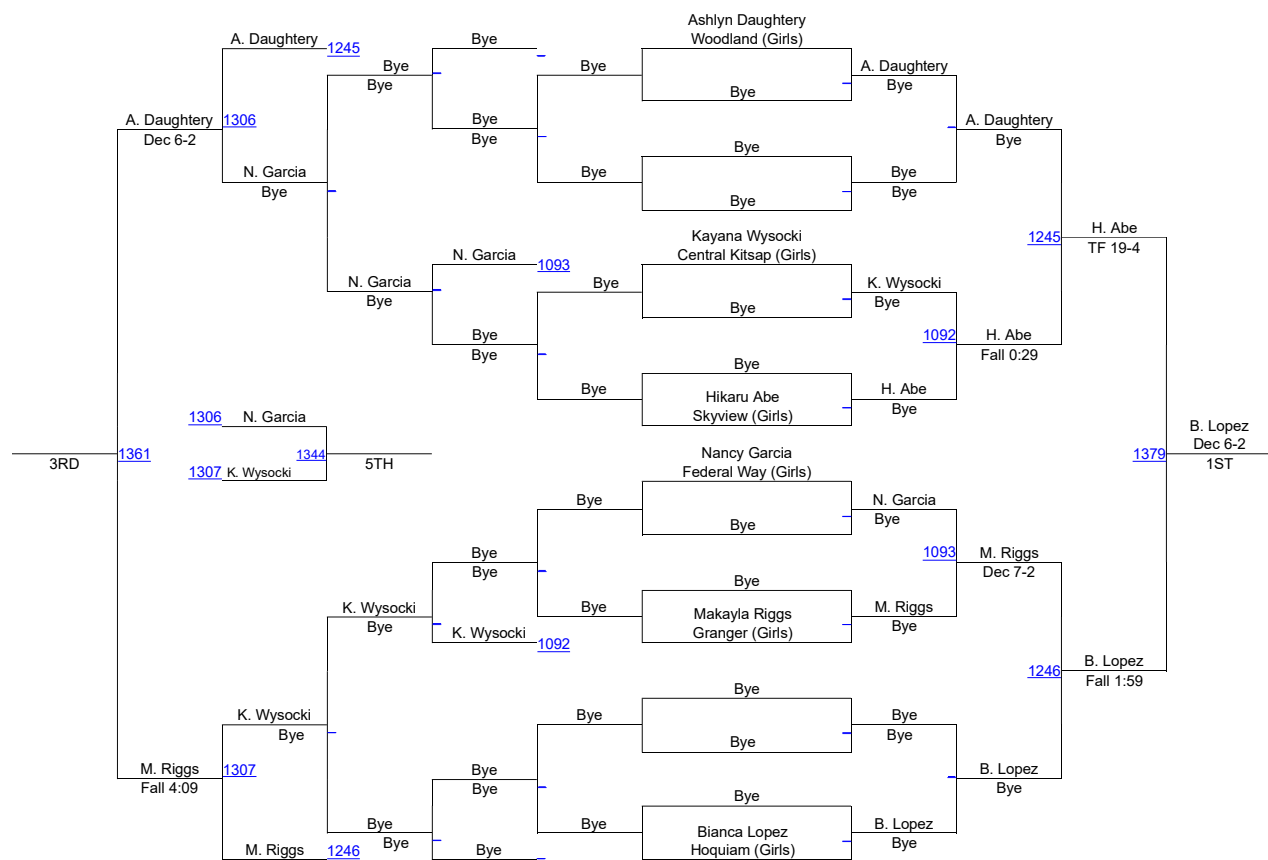 Ashlyn Daughtery
Woodland (Girls)
A. Daughtery
1245
Bye
Bye
Bye
Bye
Bye
Bye
A. Daughtery
Bye
A. Daughtery
Dec 6-2
1306
Bye
Bye
A. Daughtery
Bye
N. Garcia
Bye
Bye
Bye
Bye
Bye
Kayana Wysocki
Central Kitsap (Girls)
1245
H. Abe
TF 19-4
N. Garcia
1093
N. Garcia
Bye
Bye
Bye
K. Wysocki
Bye
Bye
Bye
1092
H. Abe
Fall 0:29
Bye
Bye
Hikaru Abe
Skyview (Girls)
H. Abe
Bye
1306
N. Garcia
B. Lopez
Dec 6-2
3RD
1361
1344
5TH
1379
1ST
1307
K. Wysocki
Nancy Garcia
Federal Way (Girls)
Bye
Bye
N. Garcia
Bye
Bye
Bye
1093
M. Riggs
Dec 7-2
K. Wysocki
Bye
Bye
Bye
Makayla Riggs
Granger (Girls)
M. Riggs
Bye
K. Wysocki
1092
1246
B. Lopez
Fall 1:59
K. Wysocki
Bye
Bye
Bye
Bye
Bye
Bye
M. Riggs
Fall 4:09
1307
Bye
Bye
B. Lopez
Bye
Bye
Bye
Bye
Bye
Bianca Lopez
Hoquiam (Girls)
B. Lopez
Bye
M. Riggs
1246
Bye